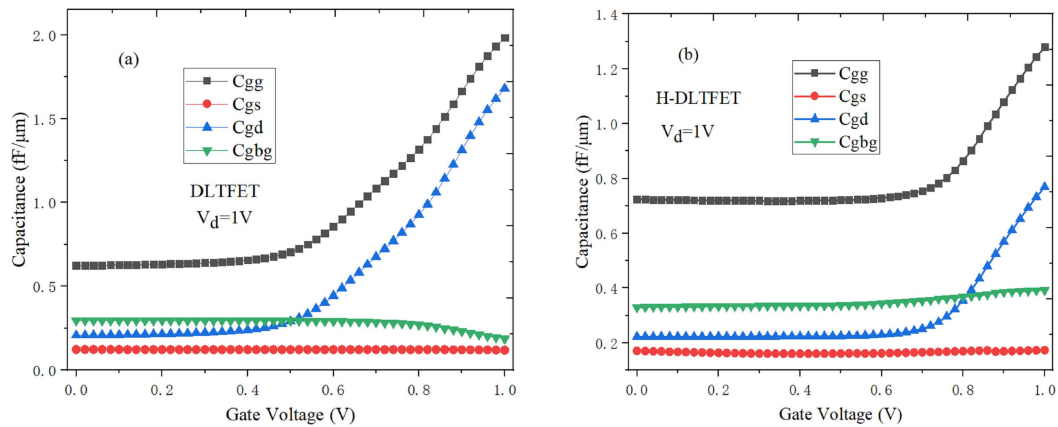 (a)
Cgg
Cgs
Cgd
Cgbg
DLTFET
V_d=1V
Capacitance (fF/μm)
2.0
1.5
1.0
0.5
0.0
0.0 0.2 0.4 0.6 0.8 1.0
Gate Voltage (V)
(b)
Cgg
Cgs
Cgd
Cgbg
H-DLTFET
V_d=1V
Capacitance (fF/μm)
1.4
1.2
1.0
0.8
0.6
0.4
0.2
0.0
0.0 0.2 0.4 0.6 0.8 1.0
Gate Voltage (V)